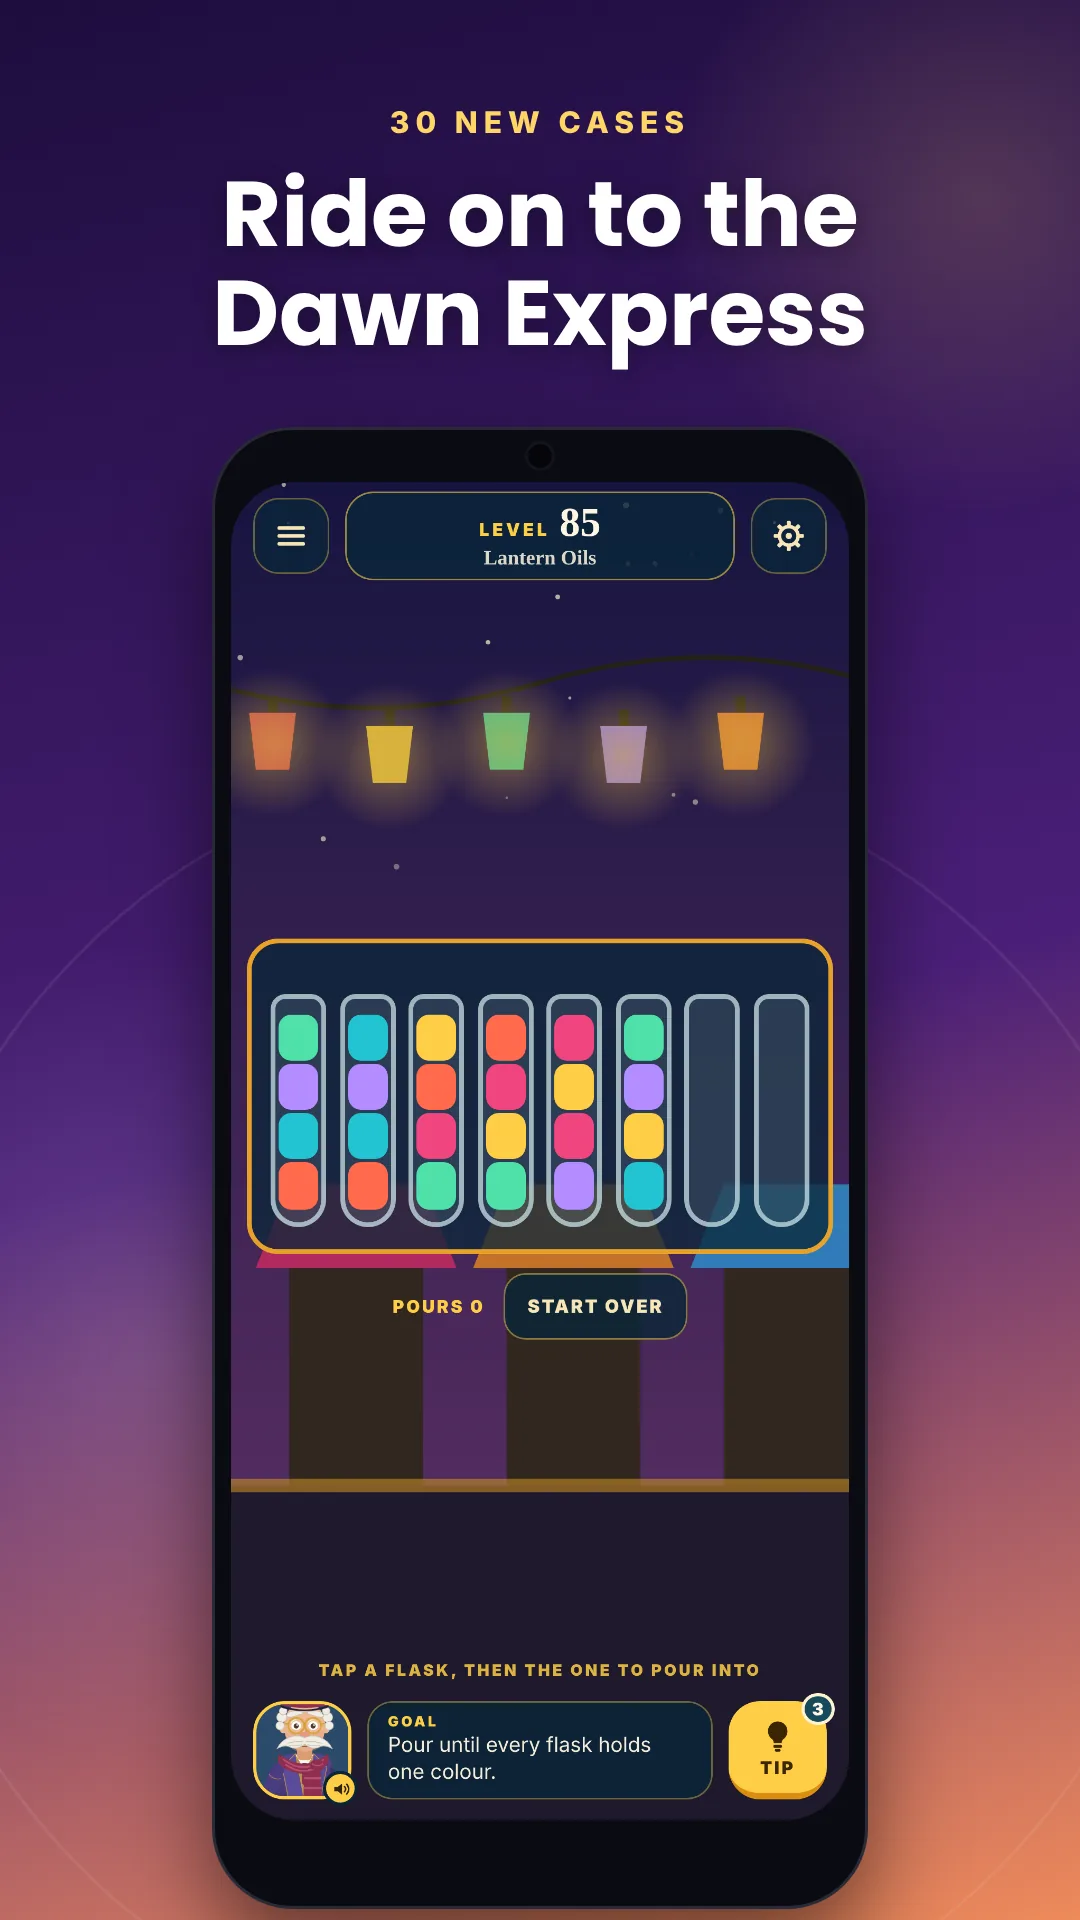 30 NEW CASES
Ride on to the
Dawn Express
LEVEL 85
Lantern Oils
POURS 0
START OVER
TAP A FLASK, THEN THE ONE TO POUR INTO
GOAL
Pour until every flask holds
one colour.
3
TIP